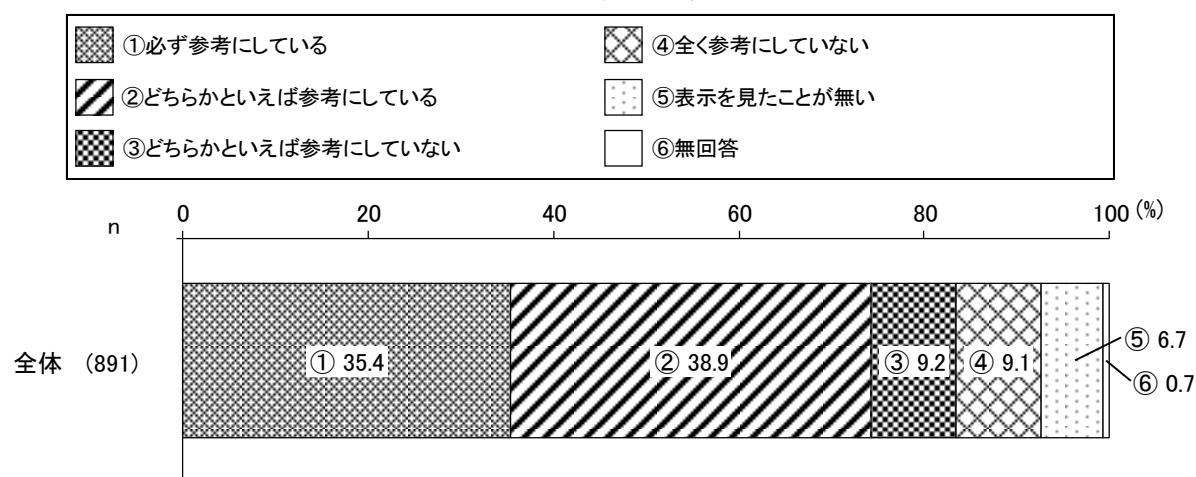 ①必ず参考にしている
②どちらかといえば参考にしている
③どちらかといえば参考にしていない
④全く参考にしていない
⑤表示を見たことが無い
⑥無回答
n
0 20 40 60 80 100 (%)
全体 (891)
① 35.4 ② 38.9 ③ 9.2 ④ 9.1
⑤ 6.7
⑥ 0.7